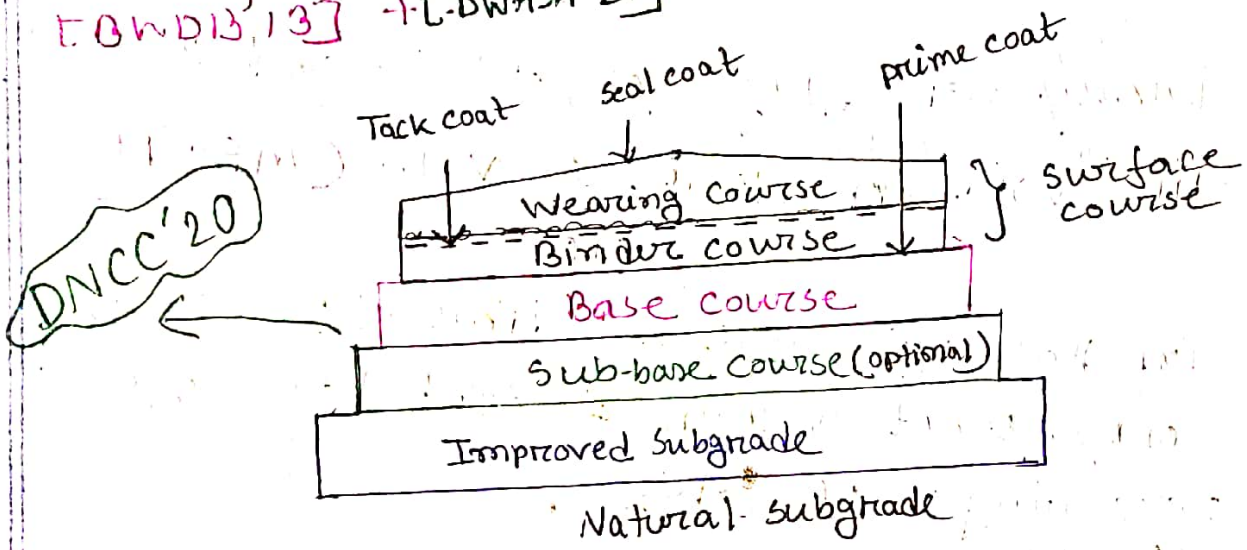 [BWDB'13]
seal coat
prime coat
Tack coat
Wearing course
surface
course
Binder course
DNCC'20
Base course
Sub-base course (optional)
Improved subgrade
Natural subgrade